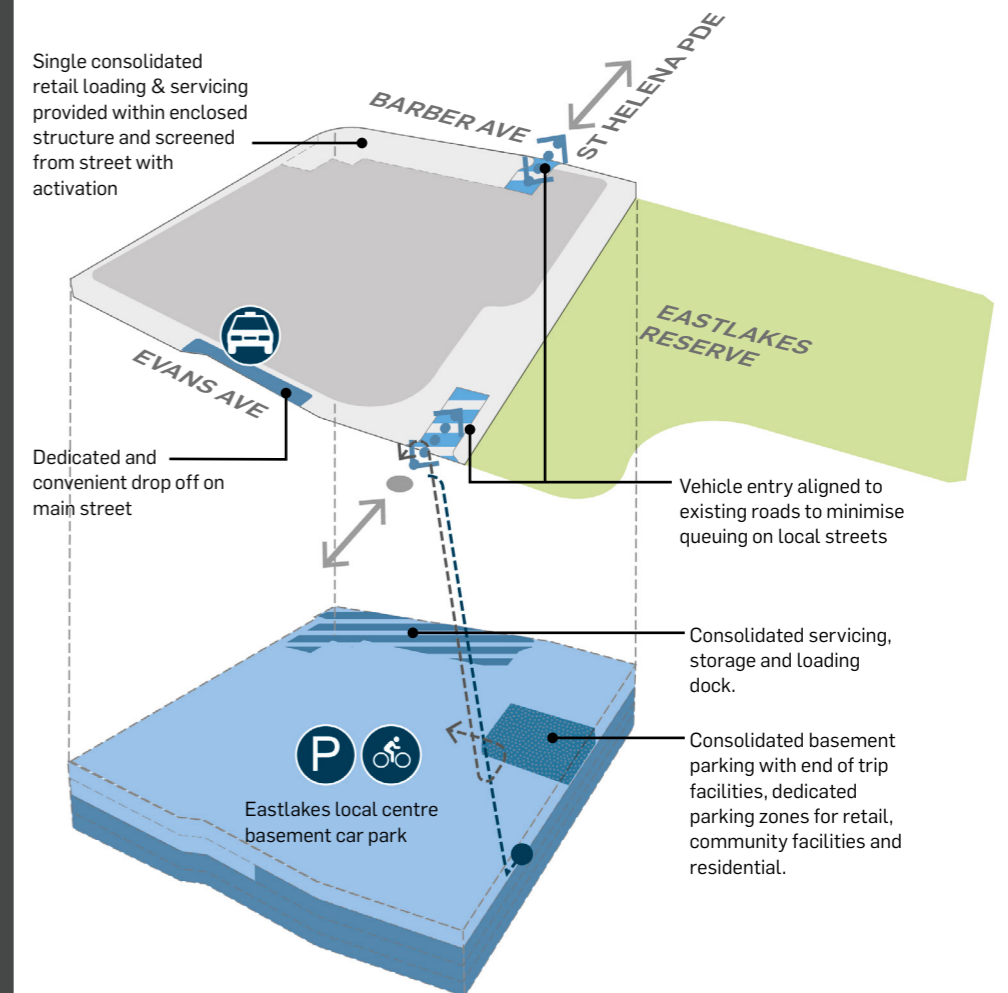 Single consolidated
retail loading & servicing
provided within enclosed
structure and screened
from street with
activation
BARBER AVE
ST HELENA PDE
EASTLAKES
RESERVE
EVANS AVE
Dedicated and
convenient drop off on
main street
Vehicle entry aligned to
existing roads to minimise
queuing on local streets
Consolidated servicing,
storage and loading
dock.
P
Eastlakes local centre
basement car park
Consolidated basement
parking with end of trip
facilities, dedicated
parking zones for retail,
community facilities and
residential.